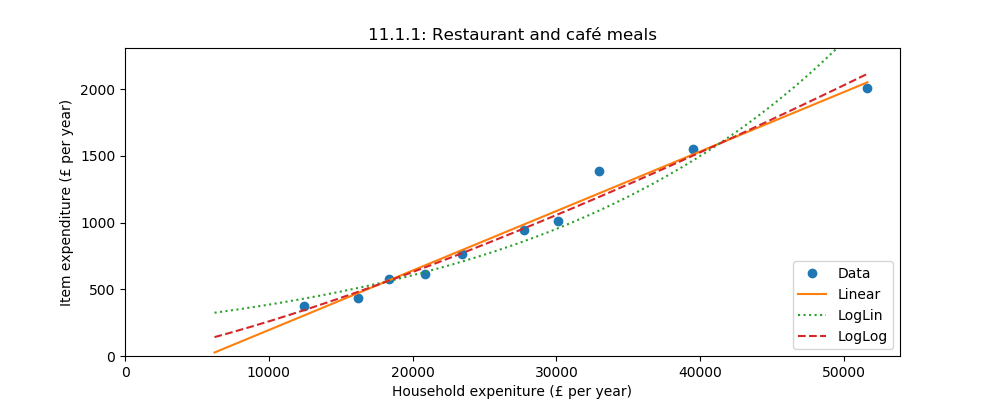 11.1.1: Restaurant and café meals
Item expenditure (£ per year)
2000
1500
1000
500
0
0 10000 20000 30000 40000 50000
Household expeniture (£ per year)
Data
Linear
LogLin
LogLog